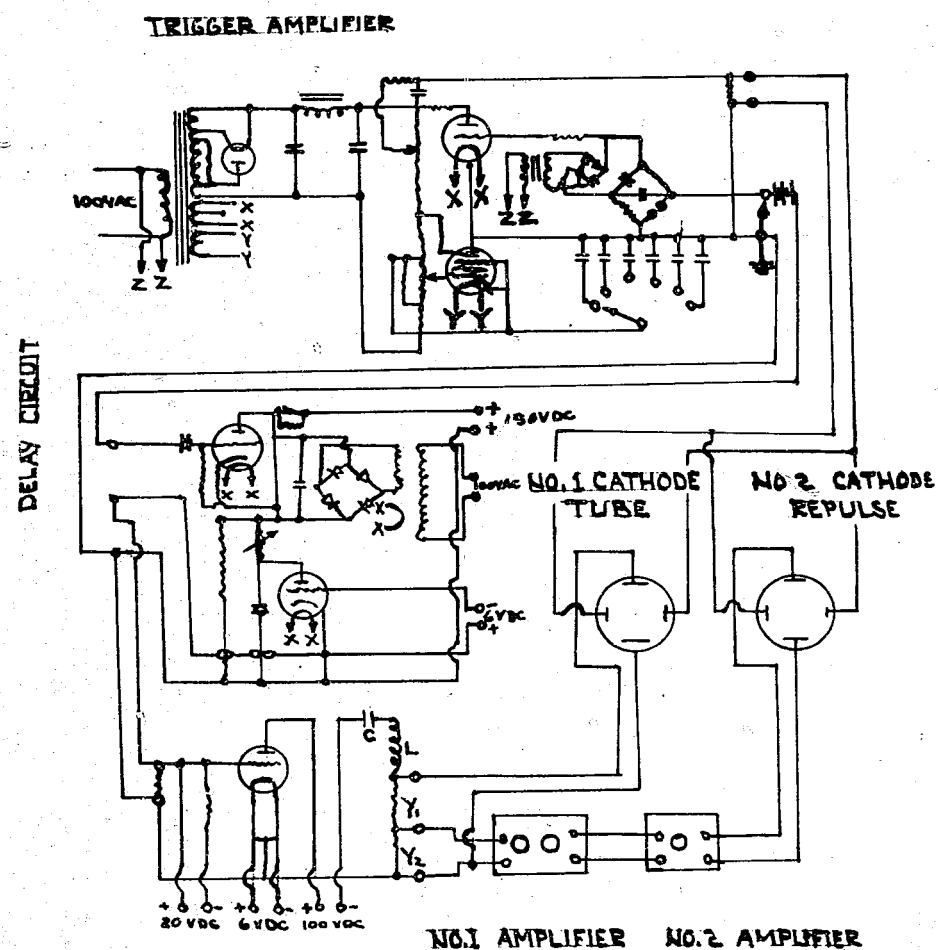 TRIGGER AMPLIFIER
100VAC
X
X
Y
Y
Z Z
X X
Z Z
Y Y
DELAY CIRCUIT
+
+ 150VDC
100VAC
NO.1 CATHODE
TUBE
NO 2 CATHODE
REPULSE
X X
X
X
-
6VDC
+
X X
C
L
Y1
Y2
+ - + - + -
80 VDC 6VDC 100 VDC
NO.1 AMPLIFIER NO.2 AMPLIFIER